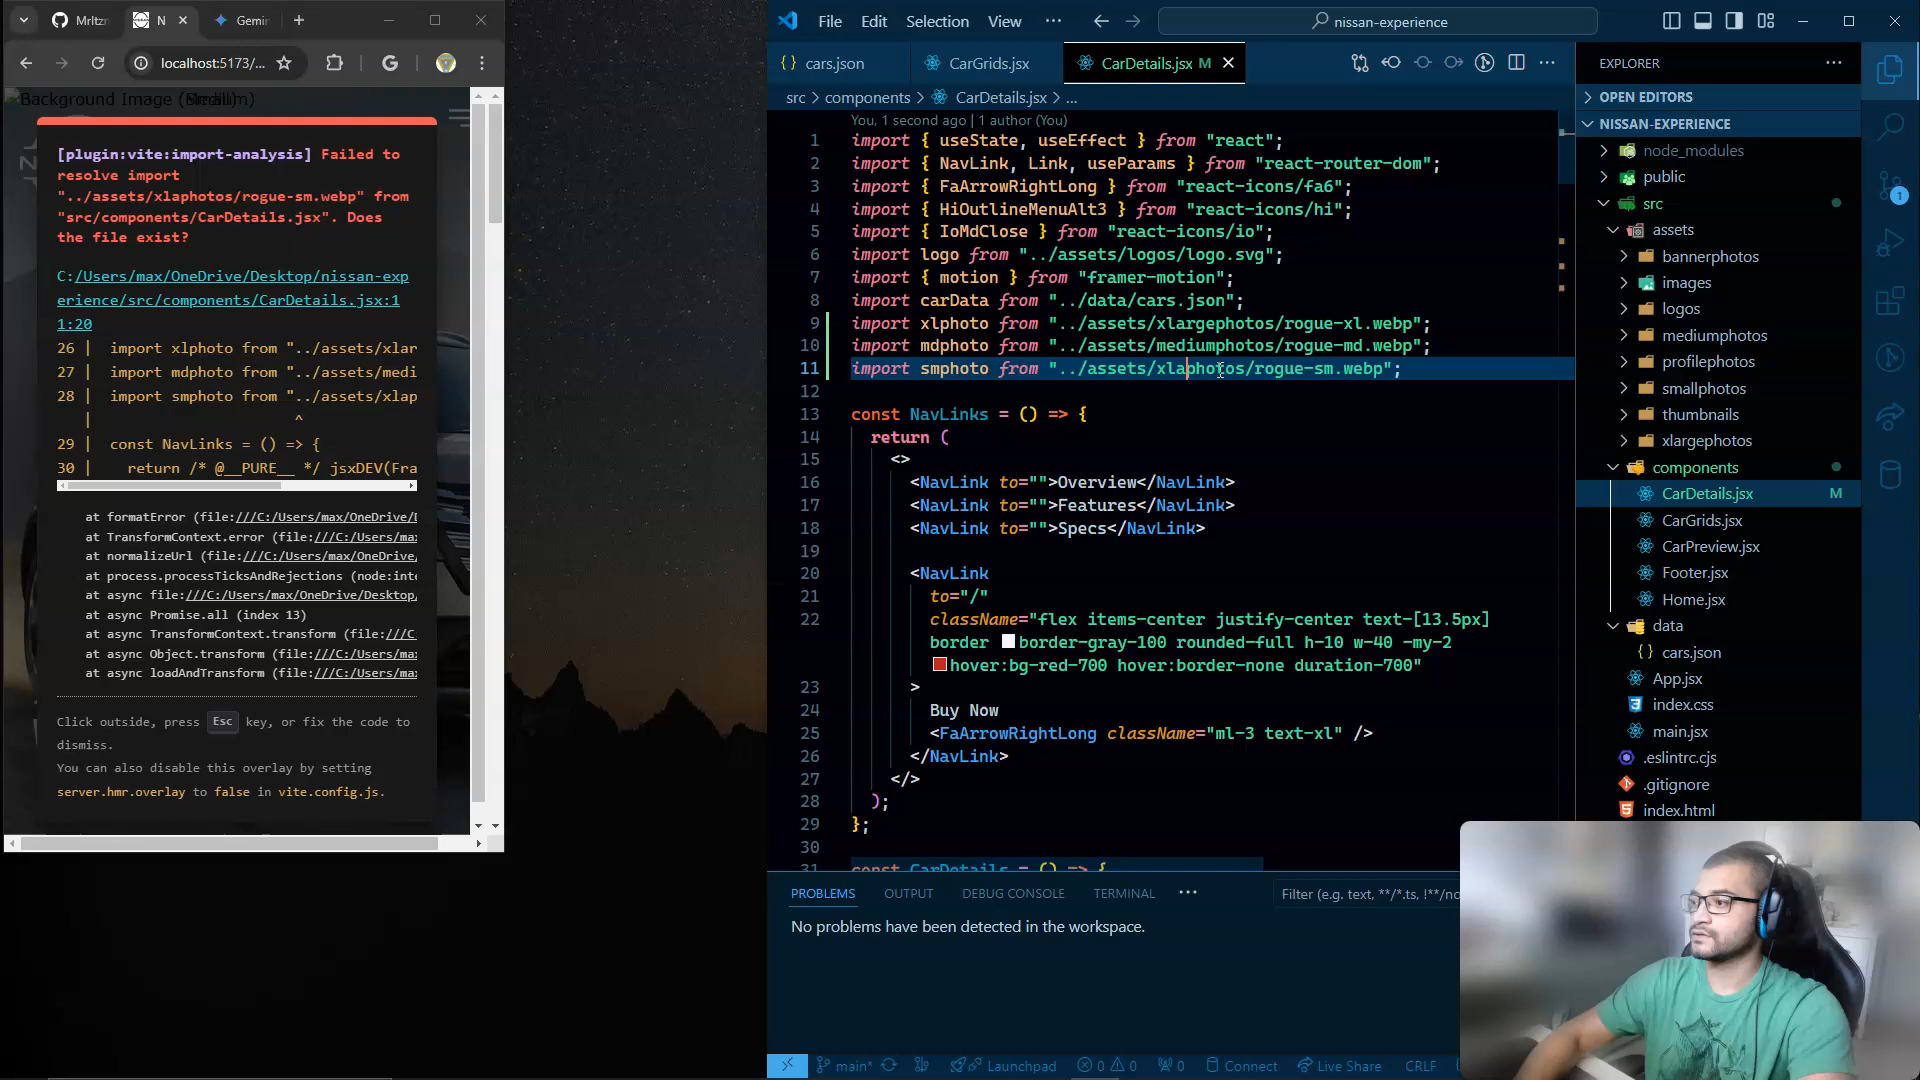 MrItzn
N
Gemin
localhost:5173/...
Background Image
[plugin:vite:import-analysis] Failed to
resolve import
"../assets/xlaphotos/rogue-sm.webp" from
"src/components/CarDetails.jsx". Does
the file exist?
C:/Users/max/OneDrive/Desktop/nissan-exp
erience/src/components/CarDetails.jsx:1
1:20
26 | import xlphoto from "../assets/xlar
27 | import mdphoto from "../assets/medi
28 | import smphoto from "../assets/xlap
| ^
29 | const NavLinks = () => {
30 | return /* @__PURE__ */ jsxDEV(Fra
at formatError (file:///C:/Users/max/OneDrive/D
at TransformContext.error (file:///C:/Users/max
at normalizeUrl (file:///C:/Users/max/OneDrive/
at process.processTicksAndRejections (node:inte
at async file:///C:/Users/max/OneDrive/Desktop/
at async Promise.all (index 13)
at async TransformContext.transform (file:///C:
at async Object.transform (file:///C:/Users/max
at async loadAndTransform (file:///C:/Users/max
Click outside, press Esc key, or fix the code to
dismiss.
You can also disable this overlay by setting
server.hmr.overlay to false in vite.config.js.
File Edit Selection View ···
nissan-experience
cars.json
CarGrids.jsx
CarDetails.jsx M
src > components > CarDetails.jsx > ...
You, 1 second ago | 1 author (You)
1 import { useState, useEffect } from "react";
2 import { NavLink, Link, useParams } from "react-router-dom";
3 import { FaArrowRightLong } from "react-icons/fa6";
4 import { HiOutlineMenuAlt3 } from "react-icons/hi";
5 import { IoMdClose } from "react-icons/io";
6 import logo from "../assets/logos/logo.svg";
7 import { motion } from "framer-motion";
8 import carData from "../data/cars.json";
9 import xlphoto from "../assets/xlargephotos/rogue-xl.webp";
10 import mdphoto from "../assets/mediumphotos/rogue-md.webp";
11 import smphoto from "../assets/xlaphotos/rogue-sm.webp";
12
13 const NavLinks = () => {
14 return (
15 <>
16 <NavLink to="">Overview</NavLink>
17 <NavLink to="">Features</NavLink>
18 <NavLink to="">Specs</NavLink>
19
20 <NavLink
21 to="/"
22 className="flex items-center justify-center text-[13.5px]
border border-gray-100 rounded-full h-10 w-40 -my-2
hover:bg-red-700 hover:border-none duration-700"
23 >
24 Buy Now
25 <FaArrowRightLong className="ml-3 text-xl" />
26 </NavLink>
27 </>
28 );
29 };
30
31 const CarDetails = () => {
EXPLORER
OPEN EDITORS
NISSAN-EXPERIENCE
node_modules
public
src
assets
bannerphotos
images
logos
mediumphotos
profilephotos
smallphotos
thumbnails
xlargephotos
components
CarDetails.jsx M
CarGrids.jsx
CarPreview.jsx
Footer.jsx
Home.jsx
data
cars.json
App.jsx
index.css
main.jsx
.eslintrc.cjs
.gitignore
index.html
1
PROBLEMS OUTPUT DEBUG CONSOLE TERMINAL ···
Filter (e.g. text, **/*.ts, !**/no
No problems have been detected in the workspace.
main* Launchpad 0 0 0 Connect Live Share CRLF